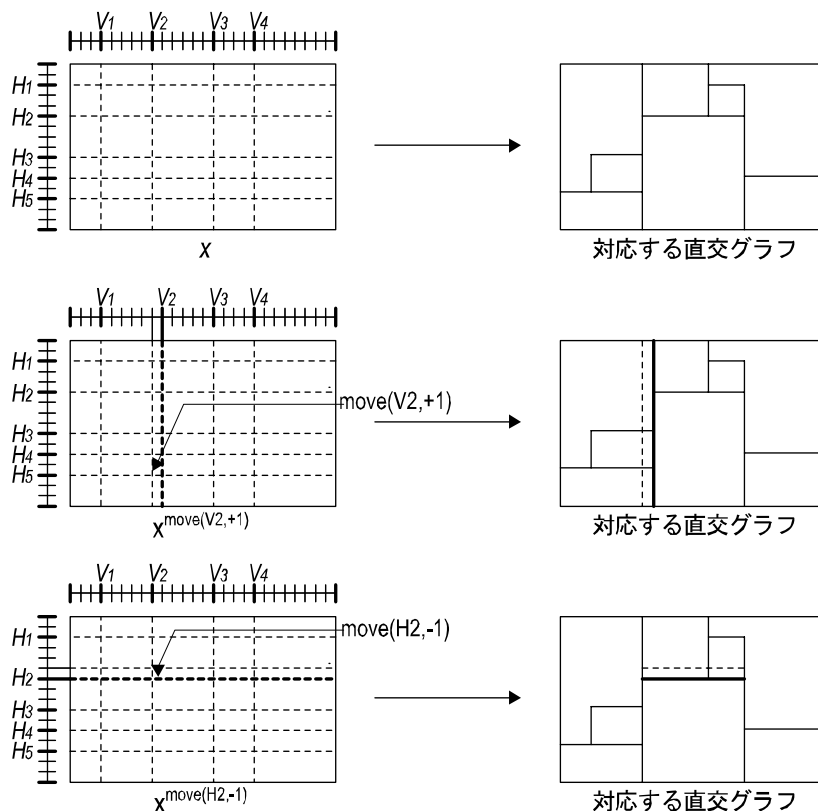 V1 V2 V3 V4
H1
H2
H3
H4
H5
x
対応する直交グラフ
V1 V2 V3 V4
H1
H2
H3
H4
H5
move(V2,+1)
xmove(V2,+1)
対応する直交グラフ
V1 V2 V3 V4
H1
H2
H3
H4
H5
move(H2,-1)
xmove(H2,-1)
対応する直交グラフ